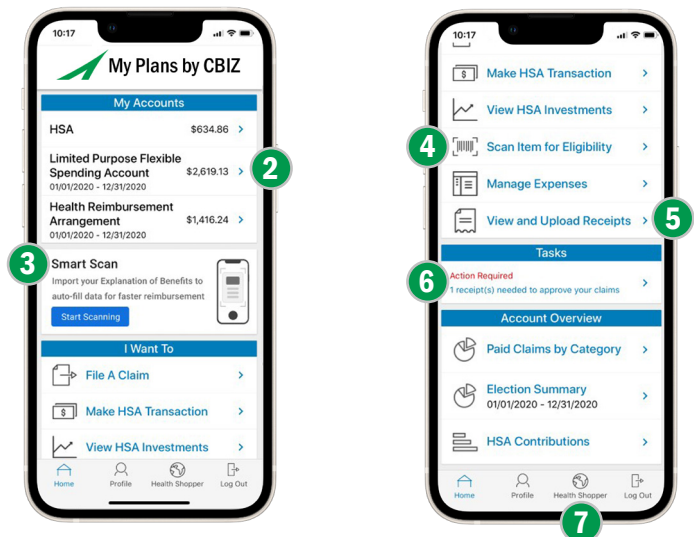 10:17
My Plans by CBIZ
My Accounts
HSA $634.86
Limited Purpose Flexible
Spending Account $2,619.13
01/01/2020 - 12/31/2020
2
Health Reimbursement
Arrangement $1,416.24
01/01/2020 - 12/31/2020
3
Smart Scan
Import your Explanation of Benefits to
auto-fill data for faster reimbursement
Start Scanning
I Want To
File A Claim
$ Make HSA Transaction
View HSA Investments
Home Profile Health Shopper Log Out
10:17
$ Make HSA Transaction
View HSA Investments
4 Scan Item for Eligibility
Manage Expenses
View and Upload Receipts 5
Tasks
6
Action Required
1 receipt(s) needed to approve your claims
Account Overview
Paid Claims by Category
Election Summary
01/01/2020 - 12/31/2020
HSA Contributions
Home Profile Health Shopper Log Out
7